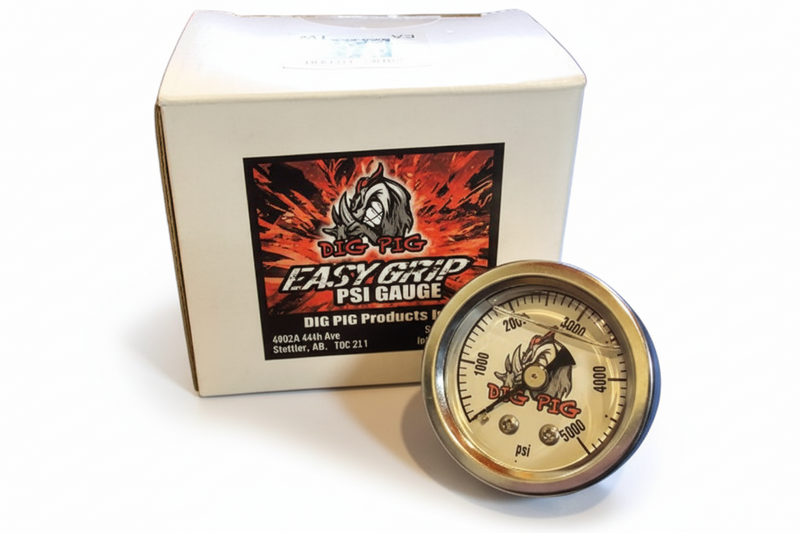 DIG PIG
EASY GRIP
PSI GAUGE
DIG PIG Products
4002A 44th Ave
Stettler, AB. T0C 2L1
1000
2000
3000
4000
5000
DIG PIG
psi